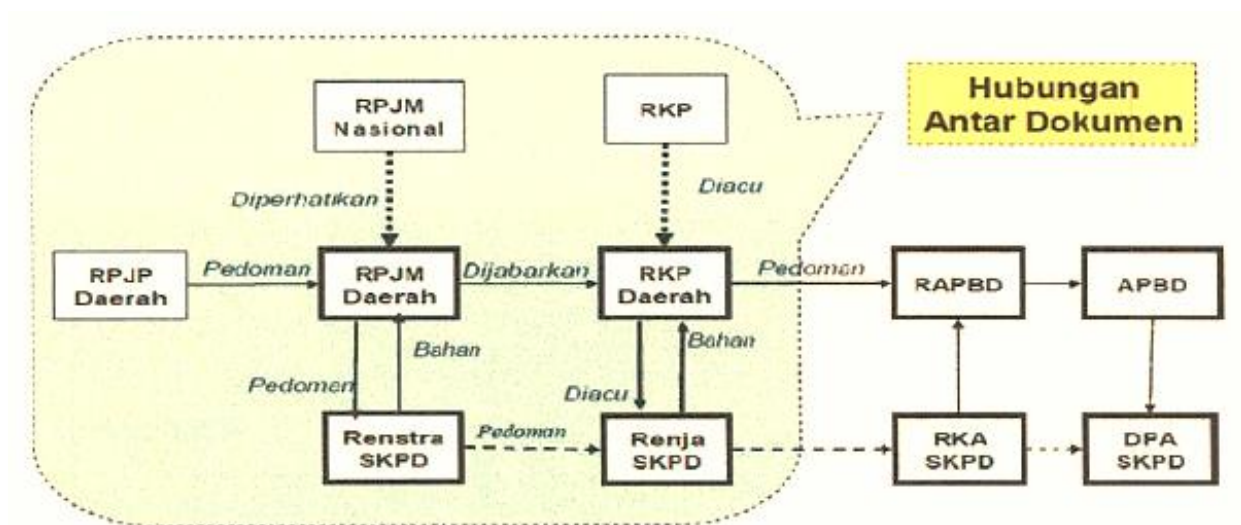 Hubungan
Antar Dokumen
RPJM
Nasional
RKP
Diperhatikan
Diacu
RPJP
Daerah
Pedoman
RPJM
Daerah
Dijabarkan
RKP
Daerah
Pedoman
RAPBD
APBD
Pedoman
Bahan
Diacu
Bahan
Renstra
SKPD
Pedoman
Renja
SKPD
RKA
SKPD
DPA
SKPD